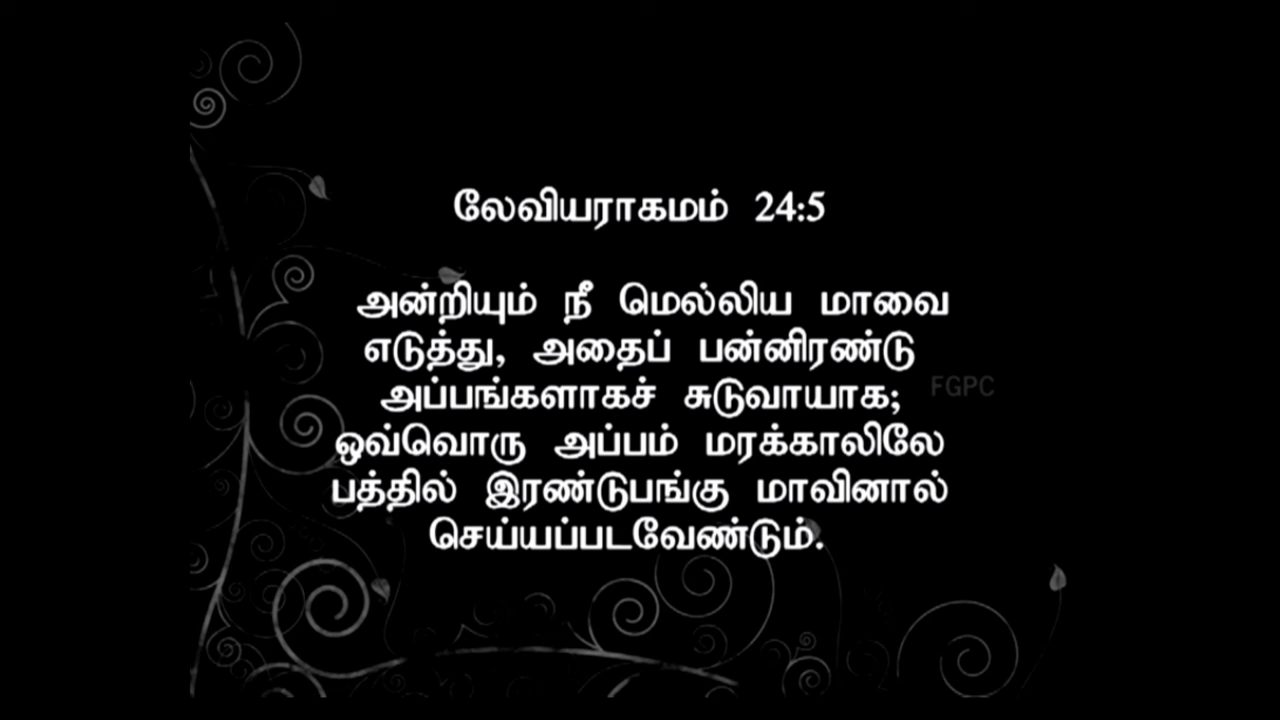 லேவியராகமம் 24:5
அன்றியும் நீ மெல்லிய மாவை
எடுத்து, அதைப் பன்னிரண்டு
அப்பங்களாகச் சுடுவாயாக;
FGPC
ஒவ்வொரு அப்பம் மரக்காலிலே
பத்தில் இரண்டுபங்கு மாவினால்
செய்யப்படவேண்டும்.